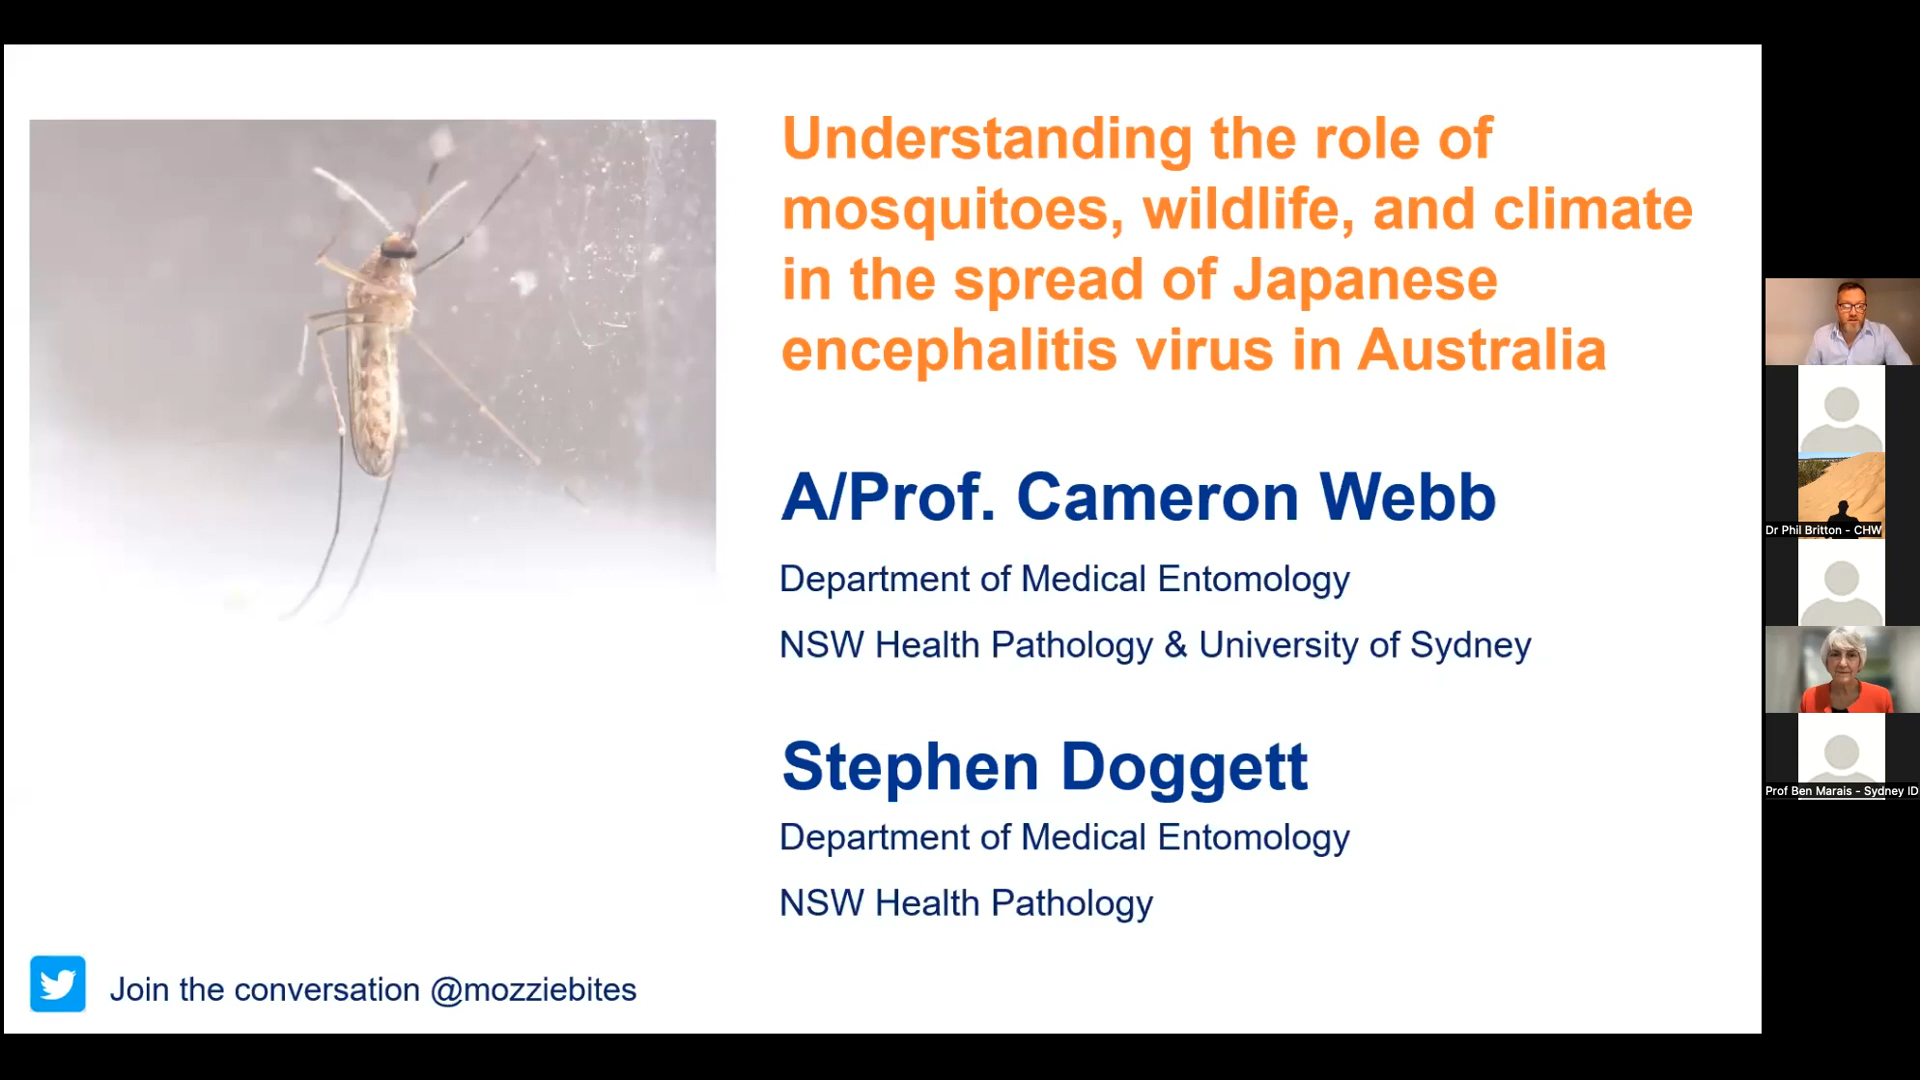 Understanding the role of
mosquitoes, wildlife, and climate
in the spread of Japanese
encephalitis virus in Australia
A/Prof. Cameron Webb
Department of Medical Entomology
NSW Health Pathology & University of Sydney
Stephen Doggett
Department of Medical Entomology
NSW Health Pathology
Join the conversation @mozziebites
Dr Phil Britton - CHW
Prof Ben Marais - Sydney ID